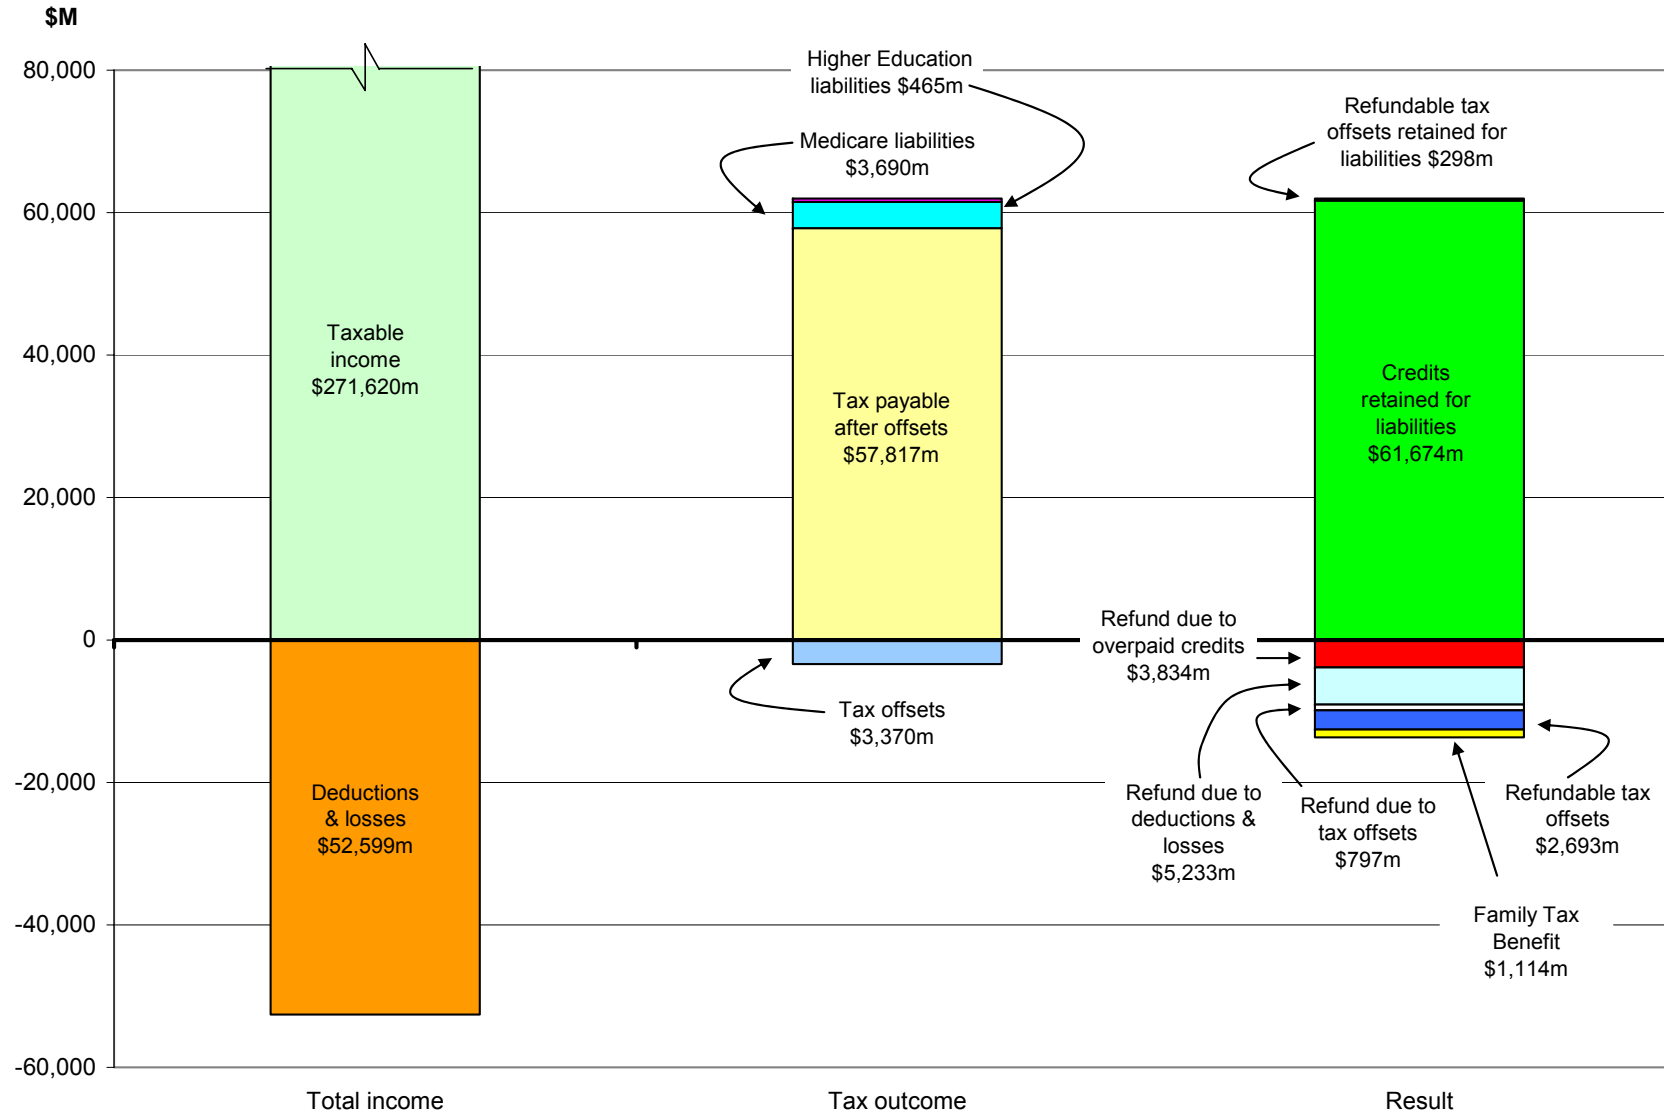 $M
80,000
60,000
40,000
20,000
0
-20,000
-40,000
-60,000
Taxable
income
$271,620m
Deductions
& losses
$52,599m
Higher Education
liabilities $465m
Medicare liabilities
$3,690m
Tax payable
after offsets
$57,817m
Tax offsets
$3,370m
Refundable tax
offsets retained for
liabilities $298m
Credits
retained for
liabilities
$61,674m
Refund due to
overpaid credits
$3,834m
Refund due to
deductions &
losses
$5,233m
Refund due to
tax offsets
$797m
Refundable tax
offsets
$2,693m
Family Tax
Benefit
$1,114m
Total income
Tax outcome
Result